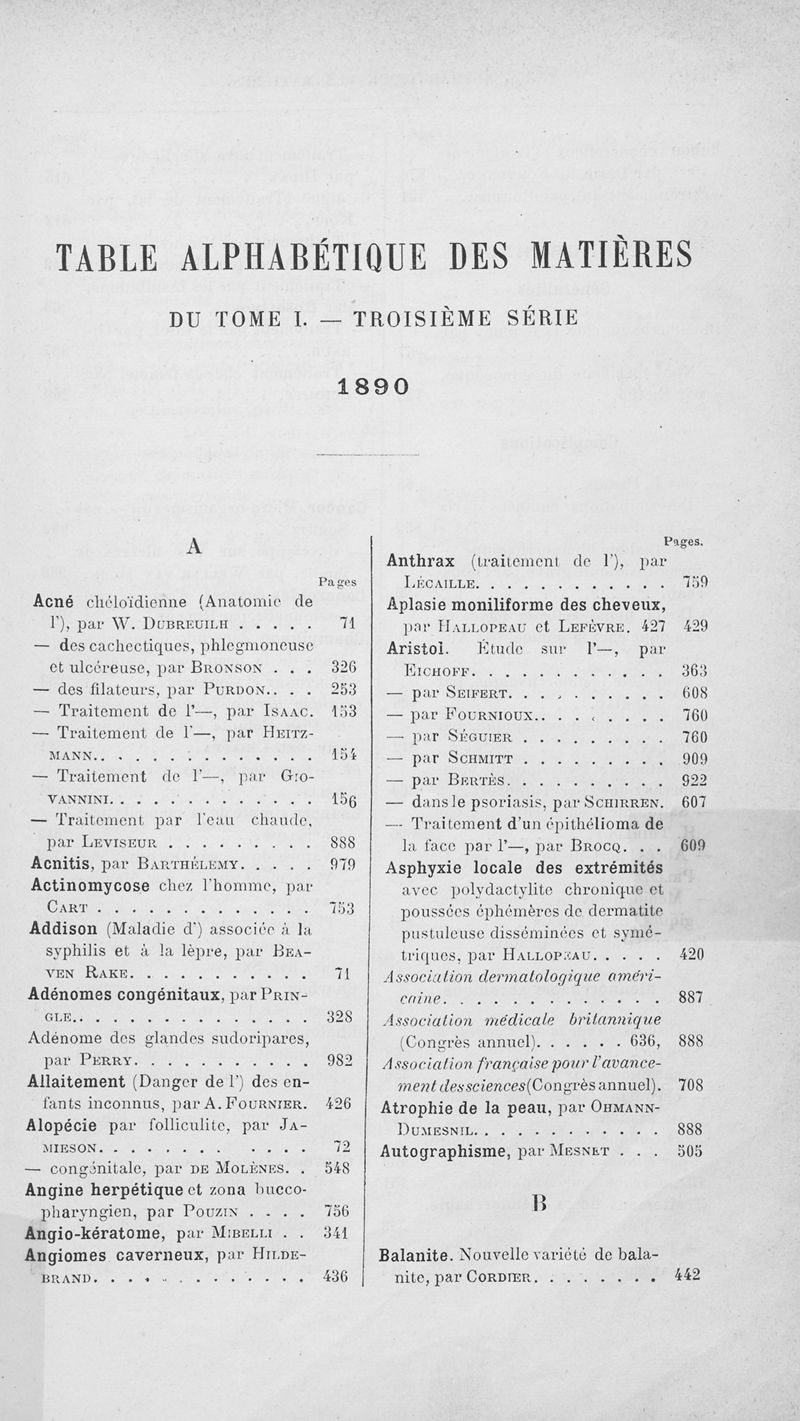 TABLE ALPHABÉTIQUE DES MATIÈRES
DU TOME I. — TROISIÈME SÉRIE
1890
A
Pages
Acné chéloïdienne (Anatomie de
l'), par W. DUBREUILH . . . . . 71
— des cachectiques, phlegmoneuse
et ulcéreuse, par BRONSON . . . 326
— des filateurs, par PURDON. . . . 253
— Traitement de l'—, par ISAAC. 153
— Traitement de l'—, par HEITZ-
MANN. . . . . . . . . . . . . . 154
— Traitement de l'—, par GIO-
VANNINI. . . . . . . . . . . . . 156
— Traitement par l'eau chaude,
par LEVISEUR . . . . . . . . . 888
Acnitis, par BARTHÉLEMY. . . . . 979
Actinomycose chez l'homme, par
CART . . . . . . . . . . . . . 753
Addison (Maladie d') associée à la
syphilis et à la lèpre, par BEA-
VEN RAKE. . . . . . . . . . . 71
Adénomes congénitaux, par PRIN-
GLE. . . . . . . . . . . . . . . 328
Adénome des glandes sudoripares,
par PERRY. . . . . . . . . . . 982
Allaitement (Danger de l') des en-
fants inconnus, par A. FOURNIER. 426
Alopécie par folliculite, par JA-
MIESON. . . . . . . . . . . . 72
— congénitale, par DE MOLÈNES. . 548
Angine herpétique et zona bucco-
pharyngien, par POUZIN . . . . 756
Angio-kératome, par MIBELLI . . 341
Angiomes caverneux, par HILDE-
BRAND. . . . . . . . . . . . . 436
Pages.
Anthrax (traitement de l'), par
LÉCAILLE. . . . . . . . . . . . 759
Aplasie moniliforme des cheveux,
par HALLOPEAU et LEFÈVRE. 427 429
Aristol. Étude sur l'—, par
EICHOFF. . . . . . . . . . . . 363
— par SEIFERT. . . . . . . . . . 608
— par FOURNIOUX. . . . . . . . . 760
— par SÉGUIER . . . . . . . . . 760
— par SCHMITT . . . . . . . . . 909
— par BERTÈS. . . . . . . . . . 922
— dans le psoriasis, par SCHIRREN. 607
— Traitement d'un épithélioma de
la face par l'—, par BROCQ. . . 609
Asphyxie locale des extrémités
avec polydactylite chronique et
poussées éphémères de dermatite
pustuleuse disséminées et symé-
triques, par HALLOPEAU. . . . . 420
Association dermatologique améri-
caine. . . . . . . . . . . . . 887
Association médicale britannique
(Congrès annuel). . . . . . 636, 888
Association française pour l'avance-
ment des sciences (Congrès annuel). 708
Atrophie de la peau, par OHMANN-
DUMESNIL. . . . . . . . . . . . 888
Autographisme, par MESNET . . . 505
B
Balanite. Nouvelle variété de bala-
nite, par CORDIER. . . . . . . . 442